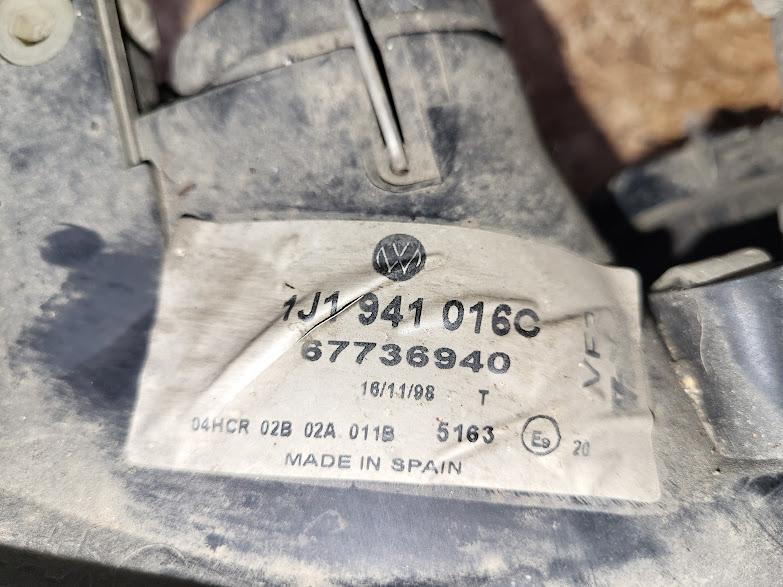 1J1 941 016C
67736940
16/11/98 T
04HCR 02B 02A 011B 5163 E9 20
MADE IN SPAIN